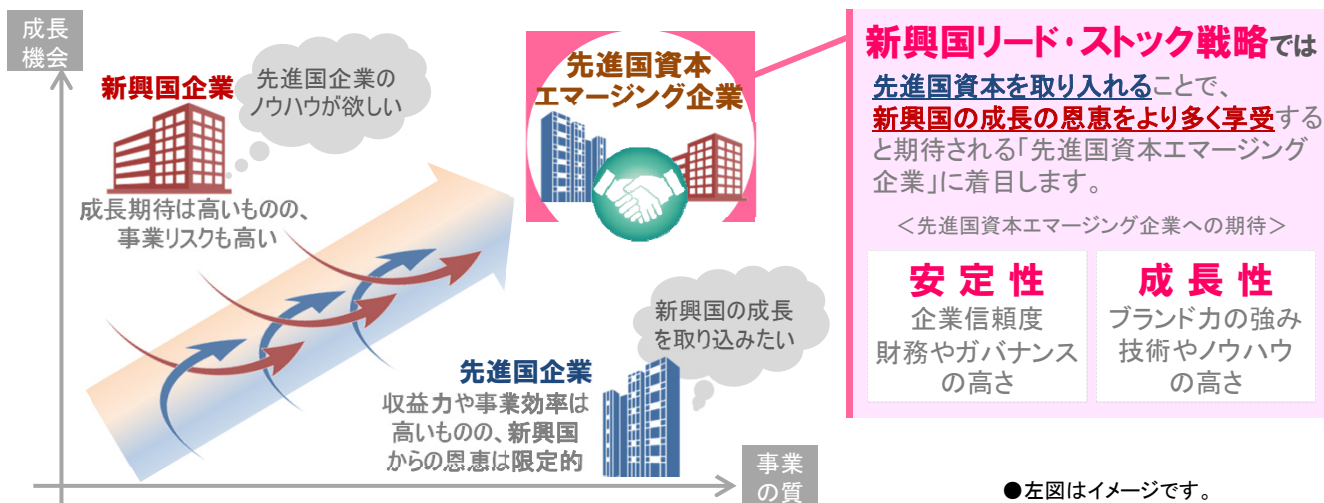 成長
機会
新興国企業
先進国企業の
ノウハウが欲しい
成長期待は高いものの、
事業リスクも高い
先進国資本
エマージング企業
新興国の成長
を取り込みたい
先進国企業
収益力や事業効率は
高いものの、新興国
からの恩恵は限定的
事業
の質
新興国リード・ストック戦略では
先進国資本を取り入れることで、
新興国の成長の恩恵をより多く享受する
と期待される「先進国資本エマージング
企業」に着目します。
＜先進国資本エマージング企業への期待＞
安定性
企業信頼度
財務やガバナンス
の高さ
成長性
ブランド力の強み
技術やノウハウ
の高さ
●左図はイメージです。